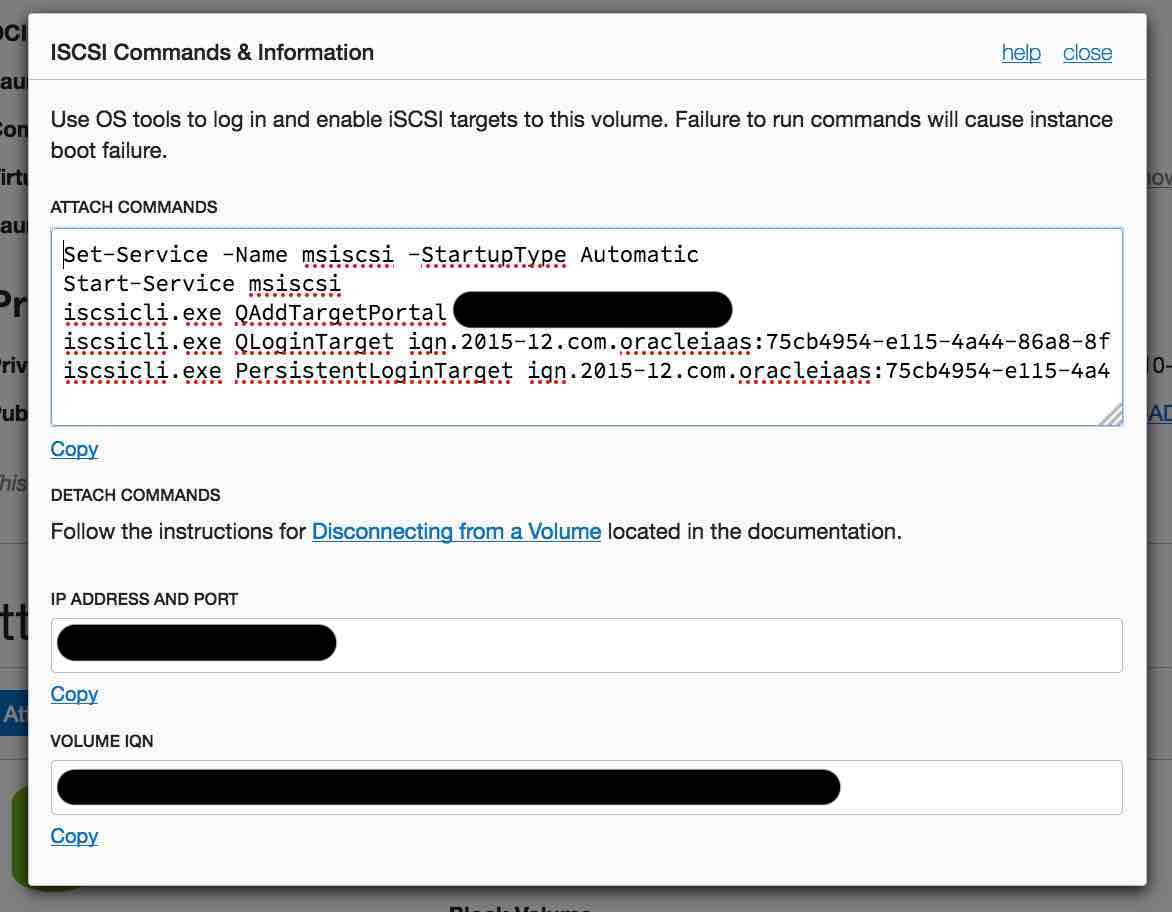 ISCSI Commands & Information
help close
Use OS tools to log in and enable iSCSI targets to this volume. Failure to run commands will cause instance
boot failure.
ATTACH COMMANDS
Set-Service -Name msiscsi -StartupType Automatic
Start-Service msiscsi
iscsicli.exe QAddTargetPortal
iscsicli.exe QLoginTarget iqn.2015-12.com.oracleiaas:75cb4954-e115-4a44-86a8-8f
iscsicli.exe PersistentLoginTarget iqn.2015-12.com.oracleiaas:75cb4954-e115-4a4
Copy
DETACH COMMANDS
Follow the instructions for Disconnecting from a Volume located in the documentation.
IP ADDRESS AND PORT
Copy
VOLUME IQN
Copy